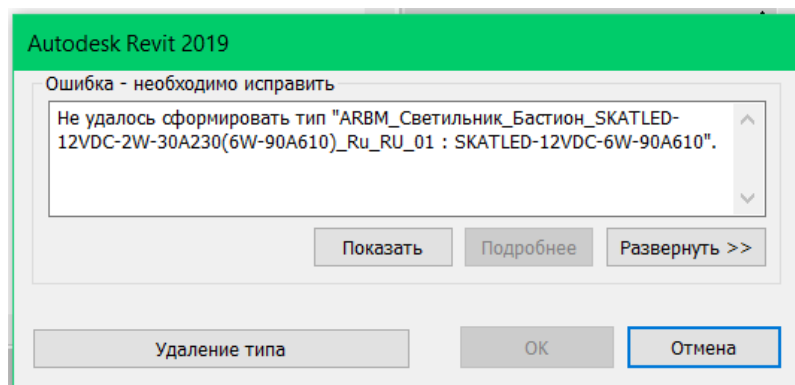 Autodesk Revit 2019
Ошибка - необходимо исправить
Не удалось сформировать тип "ARBM_Светильник_Бастион_SKATLED-
12VDC-2W-30A230(6W-90A610)_Ru_RU_01 : SKATLED-12VDC-6W-90A610".
Показать
Подробнее
Развернуть >>
Удаление типа
OK
Отмена